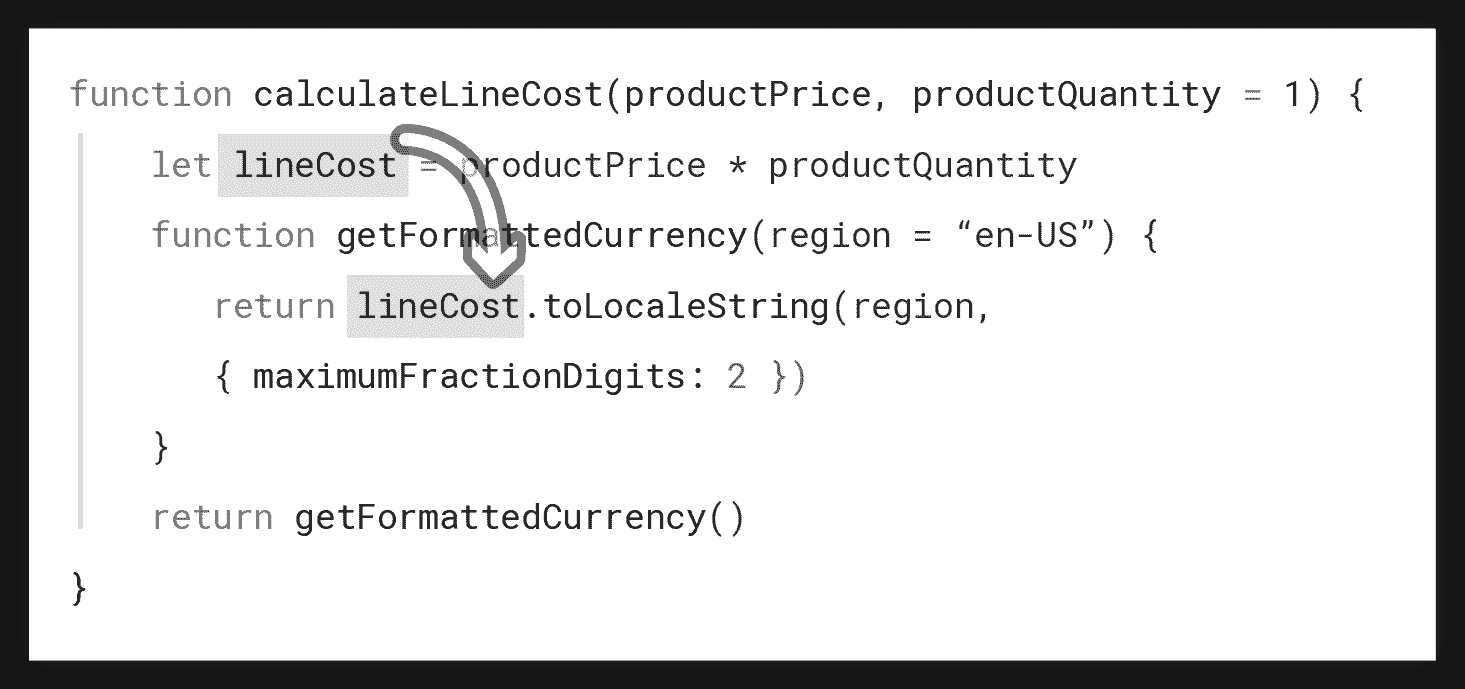 function calculateLineCost(productPrice, productQuantity = 1) {
let lineCost = productPrice * productQuantity
function getFormattedCurrency(region = “en-US”) {
return lineCost.toLocaleString(region,
{ maximumFractionDigits: 2 })
}
return getFormattedCurrency()
}